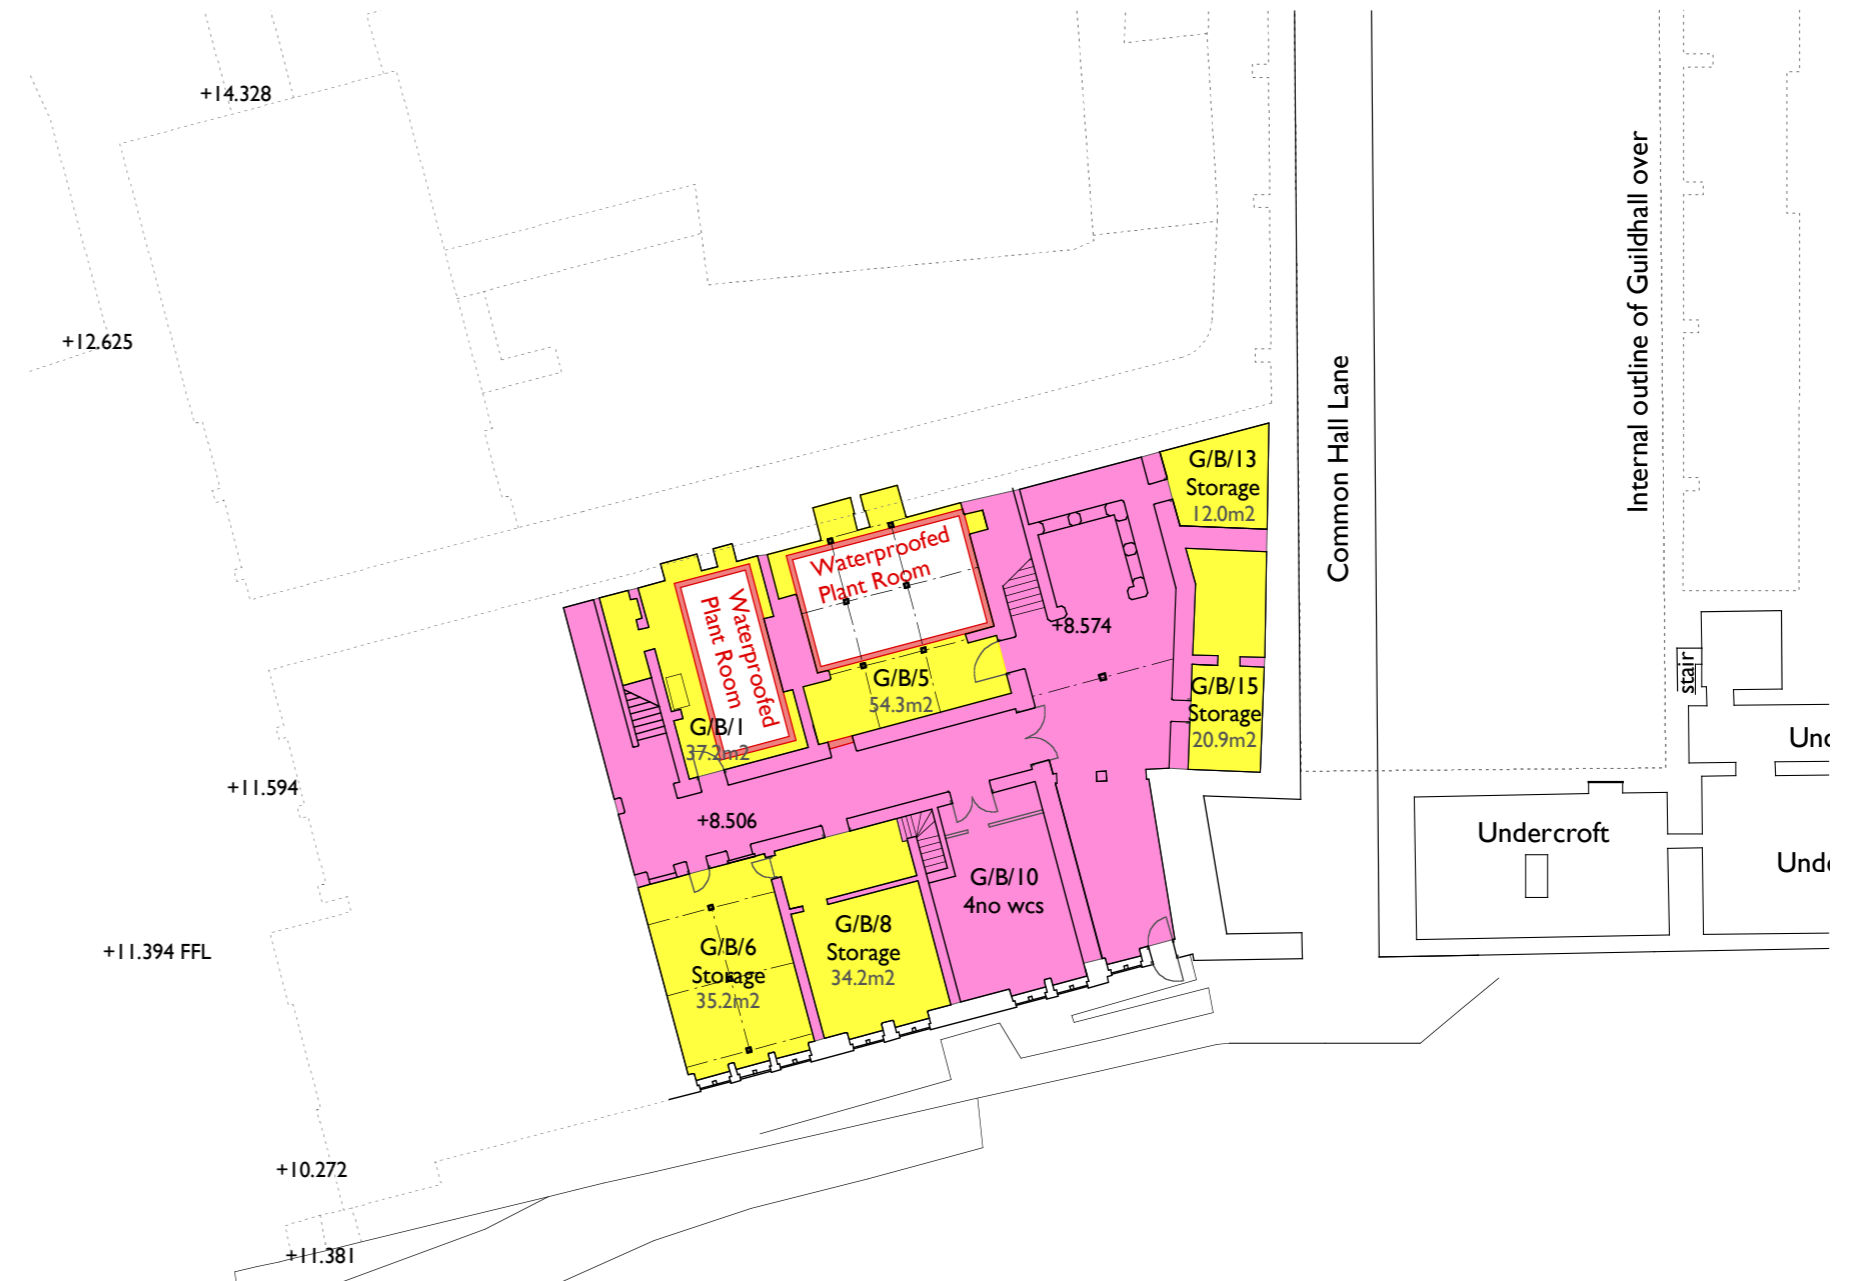 +14.328
Internal outline of Guildhall over
+12.625
Common Hall Lane
G/B/13
Storage
12.0m2
Waterproofed
Plant Room
Waterproofed
Plant Room
+8.574
G/B/5
54.3m2
G/B/15
Storage
20.9m2
stair
G/B/1
37.2m2
Unc
+11.594
+8.506
Undercroft
Unde
G/B/10
4no wcs
G/B/8
Storage
34.2m2
G/B/6
Storage
35.2m2
+11.394 FFL
+10.272
+11.381